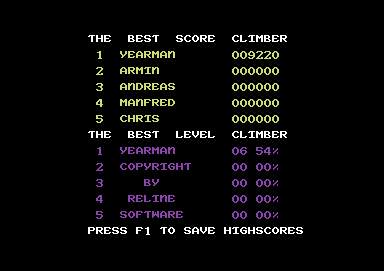 THE BEST SCORE CLIMBER
1 YEARMAN 009220
2 ARMIN 000000
3 ANDREAS 000000
4 MANFRED 000000
5 CHRIS 000000
THE BEST LEVEL CLIMBER
1 YEARMAN 06 54%
2 COPYRIGHT 00 00%
3 BY 00 00%
4 RELINE 00 00%
5 SOFTWARE 00 00%
PRESS F1 TO SAVE HIGHSCORES